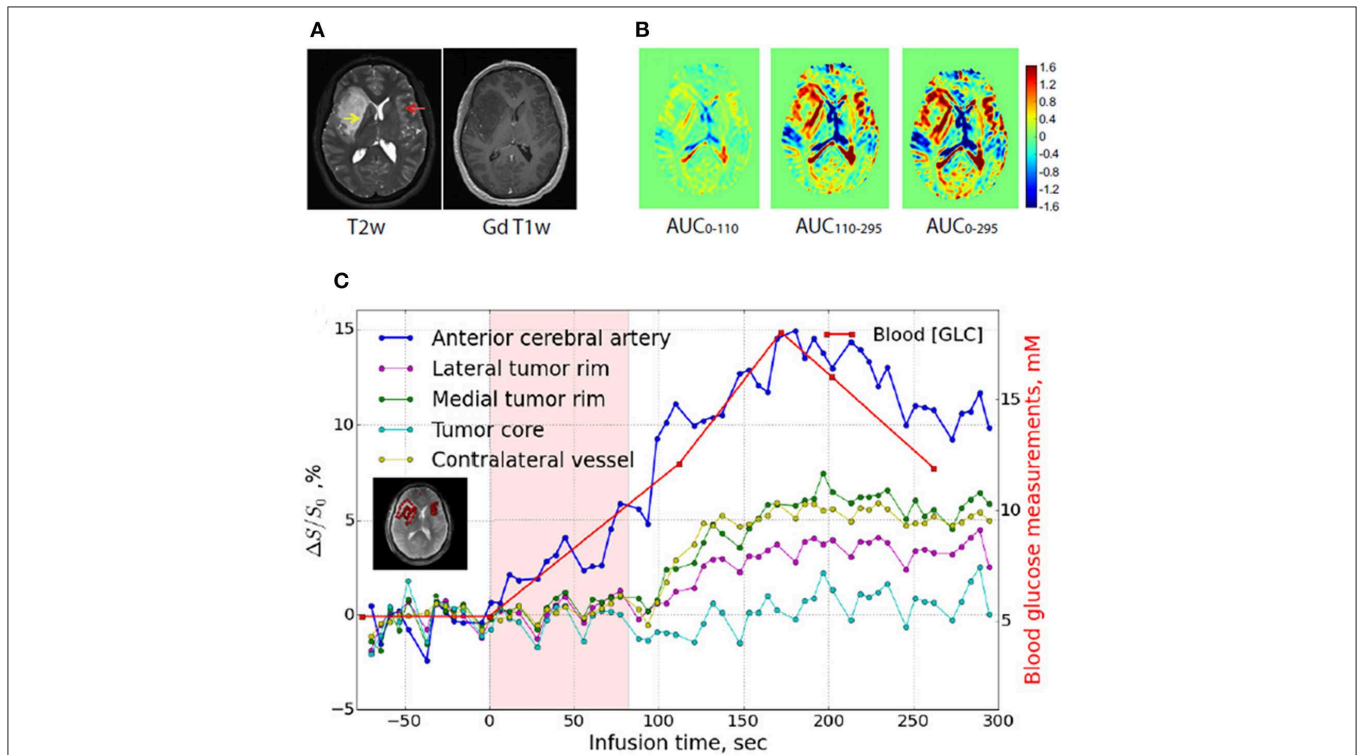 A
B
T2w
Gd T1w
AUC0-110
AUC110-295
AUC0-295
1.6
1.2
0.8
0.4
0
-0.4
-0.8
-1.2
-1.6
C
Anterior cerebral artery
Lateral tumor rim
Medial tumor rim
Tumor core
Contralateral vessel
Blood [GLC]
ΔS/S₀ ,%
15
10
5
0
−5
Blood glucose measurements, mM
15
10
5
−50 0 50 100 150 200 250 300
Infusion time, sec